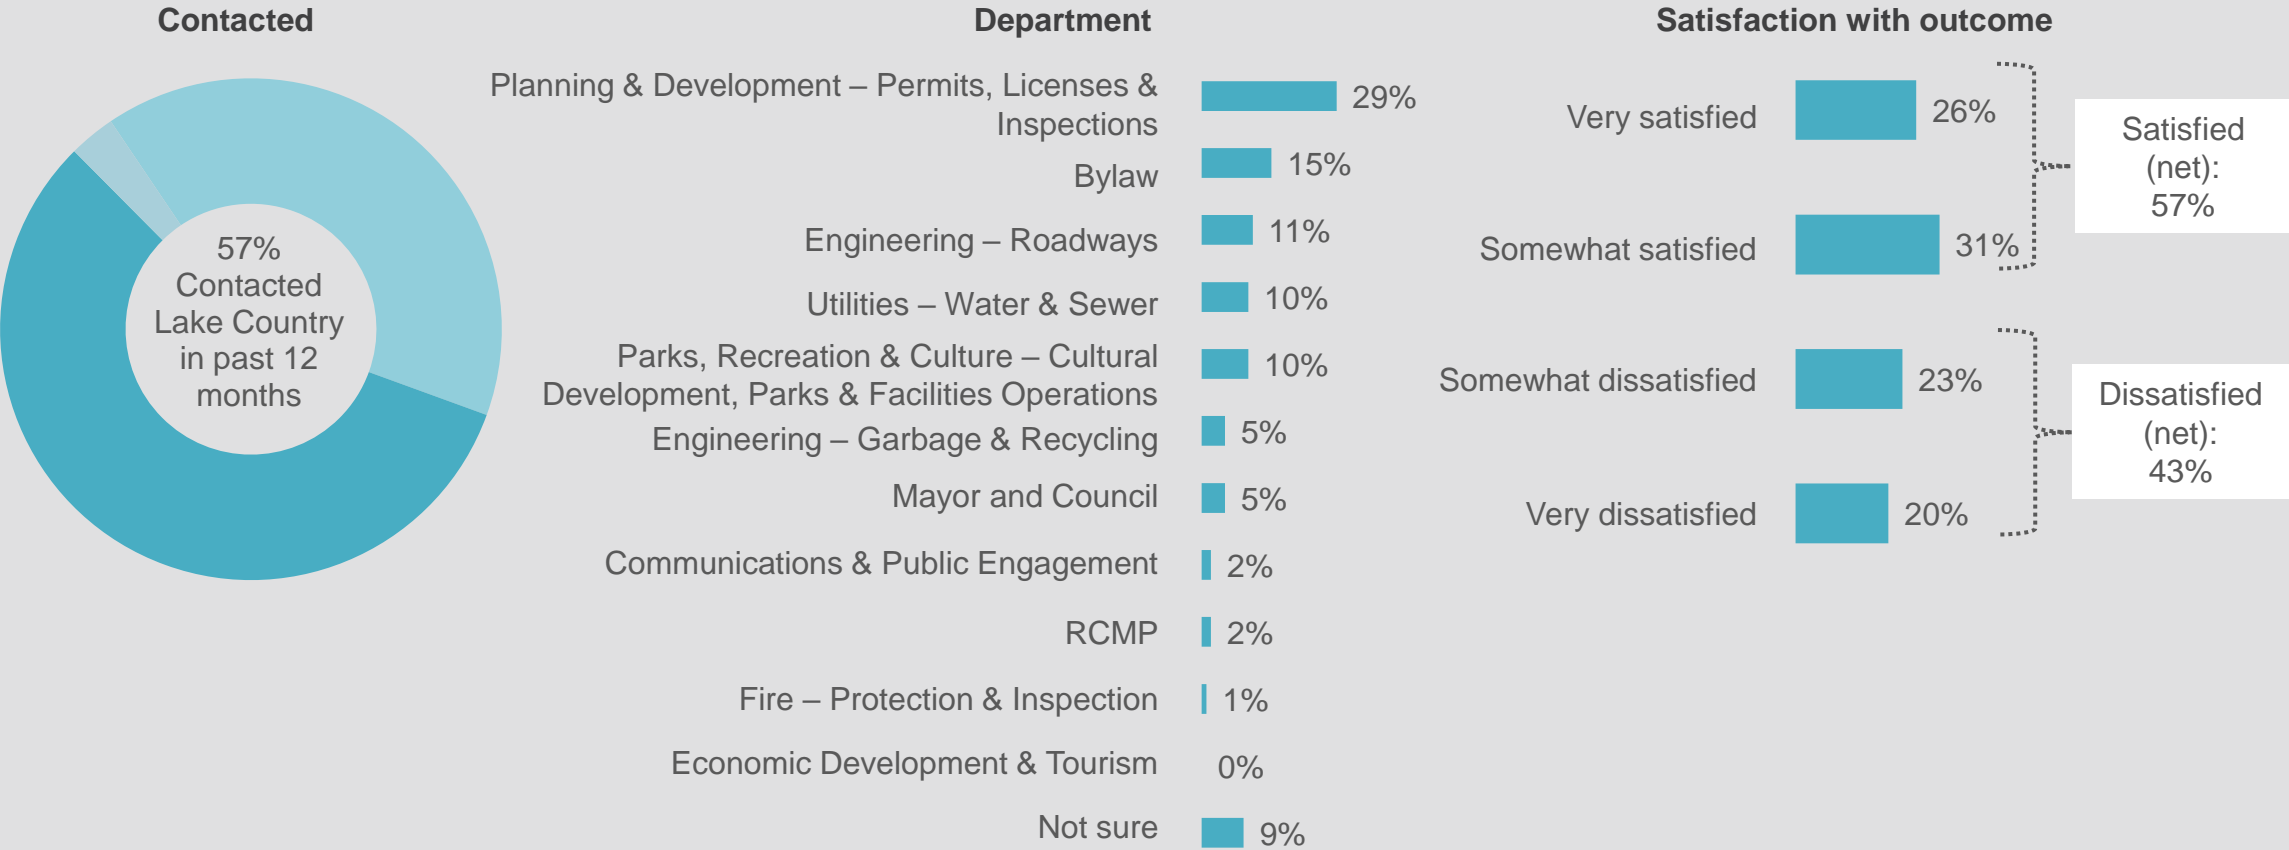 Contacted
57%
Contacted
Lake Country
in past 12
months
Department
Planning & Development – Permits, Licenses &
Inspections
29%
Bylaw
15%
Engineering – Roadways
11%
Utilities – Water & Sewer
10%
Parks, Recreation & Culture – Cultural
Development, Parks & Facilities Operations
10%
Engineering – Garbage & Recycling
5%
Mayor and Council
5%
Communications & Public Engagement
2%
RCMP
2%
Fire – Protection & Inspection
1%
Economic Development & Tourism
0%
Not sure
9%
Satisfaction with outcome
Very satisfied
26%
Somewhat satisfied
31%
Satisfied
(net):
57%
Somewhat dissatisfied
23%
Very dissatisfied
20%
Dissatisfied
(net):
43%